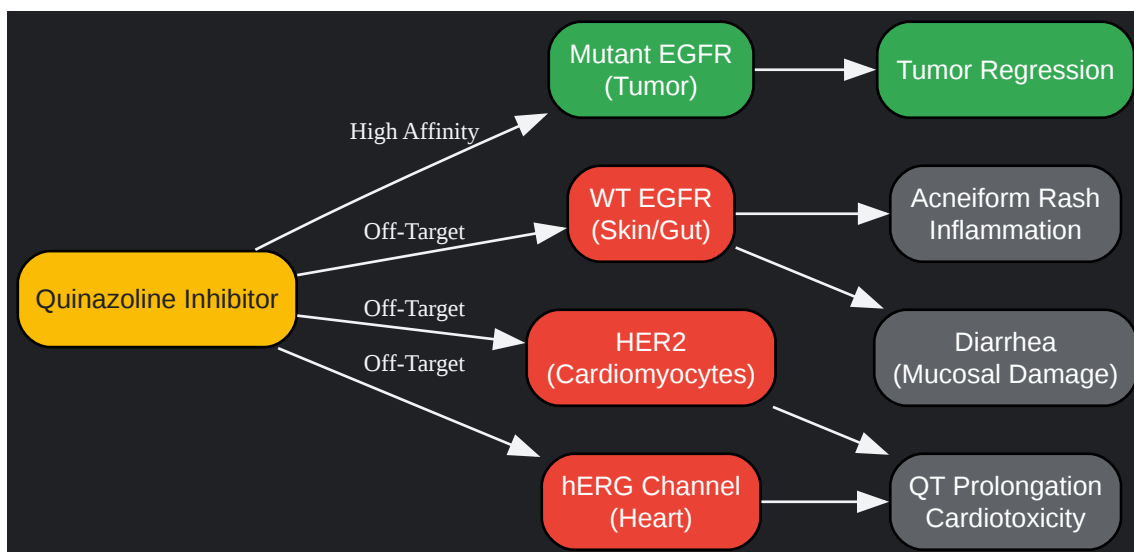 Mutant EGFR
(Tumor)
Tumor Regression
High Affinity
WT EGFR
(Skin/Gut)
Acneiform Rash
Inflammation
Off-Target
Quinazoline Inhibitor
Off-Target
HER2
(Cardiomyocytes)
Diarrhea
(Mucosal Damage)
Off-Target
hERG Channel
(Heart)
QT Prolongation
Cardiotoxicity